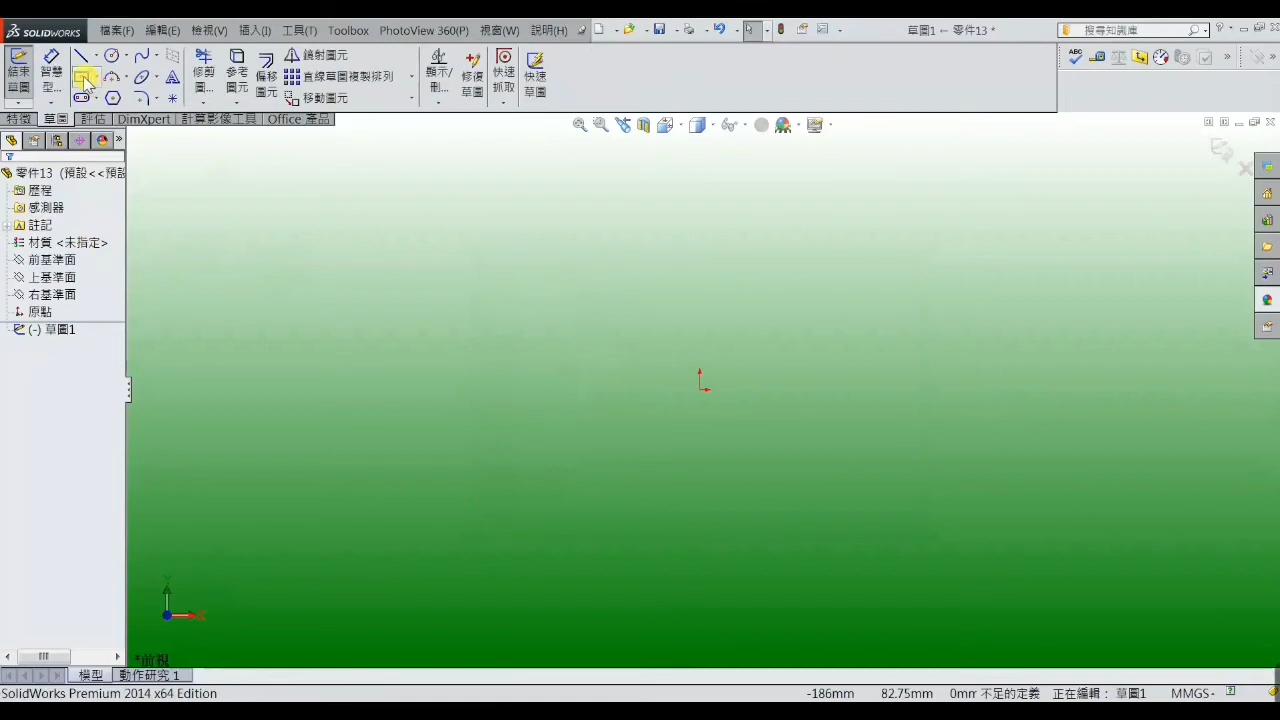 SOLIDWORKS 檔案(F) 編輯(E) 檢視(V) 插入(I) 工具(T) Toolbox PhotoView 360(P) 視窗(W) 說明(H) 草圖1 - 零件13 * 搜尋知識庫
結束草圖 智慧型... 修剪圖... 參考圖元 偏移圖元 鏡射圖元 直線草圖複製排列 移動圖元 顯示/刪... 修復草圖 快速抓取 快速草圖
特徵 草圖 評估 DimXpert 計算影像工具 Office 產品
零件13 (預設<<預設
歷程
感測器
註記
材質 <未指定>
前基準面
上基準面
右基準面
原點
(-) 草圖1
Y
X
*前視
模型 動作研究 1
SolidWorks Premium 2014 x64 Edition -186mm 82.75mm 0mm 不足的定義 正在編輯： 草圖1 MMGS